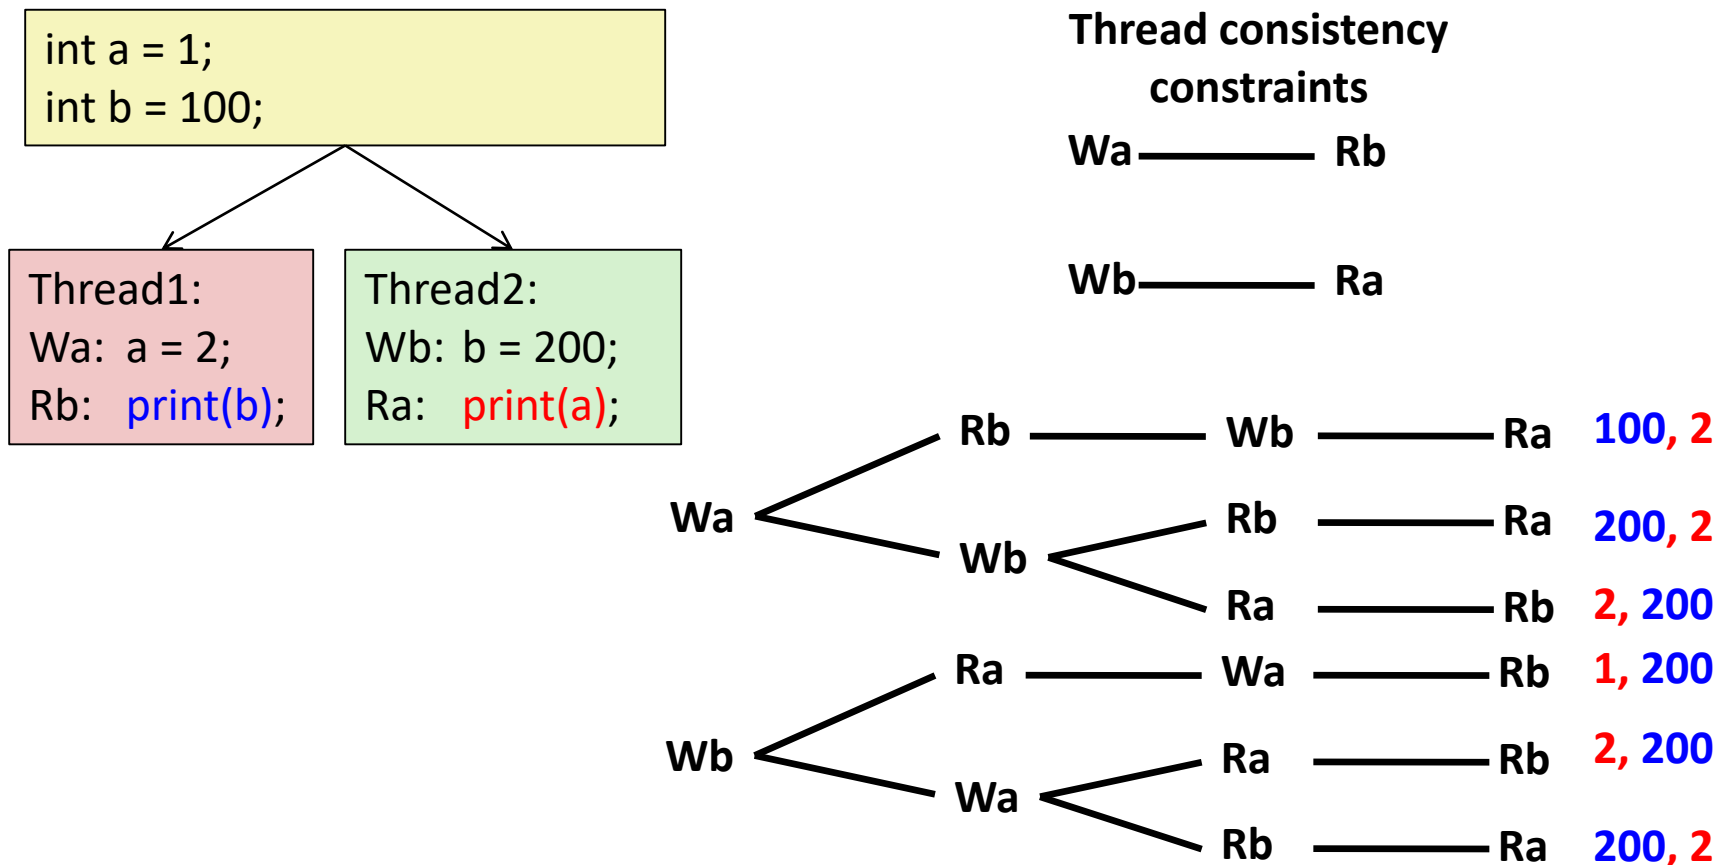 int a = 1;
int b = 100;
Thread1:
Wa: a = 2;
Rb: print(b);
Thread2:
Wb: b = 200;
Ra: print(a);
Thread consistency
constraints
Wa Rb
Wb Ra
Rb Wb Ra 100, 2
Wa
Rb Ra 200, 2
Wb
Ra Rb 2, 200
Ra Wa Rb 1, 200
Wb
Ra Rb 2, 200
Wa
Rb Ra 200, 2